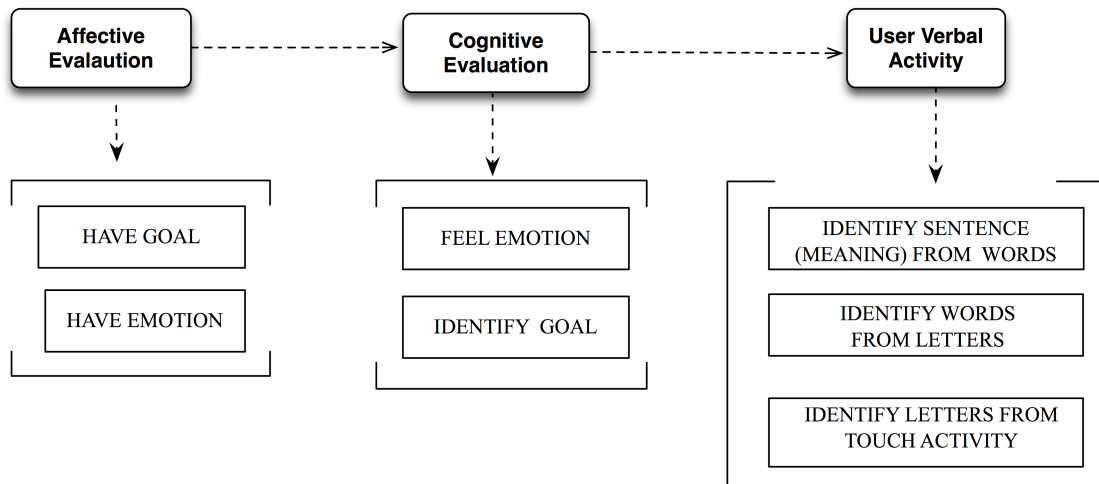 Affective
Evalaution
Cognitive
Evaluation
User Verbal
Activity
HAVE GOAL
HAVE EMOTION
FEEL EMOTION
IDENTIFY GOAL
IDENTIFY SENTENCE
(MEANING) FROM WORDS
IDENTIFY WORDS
FROM LETTERS
IDENTIFY LETTERS FROM
TOUCH ACTIVITY